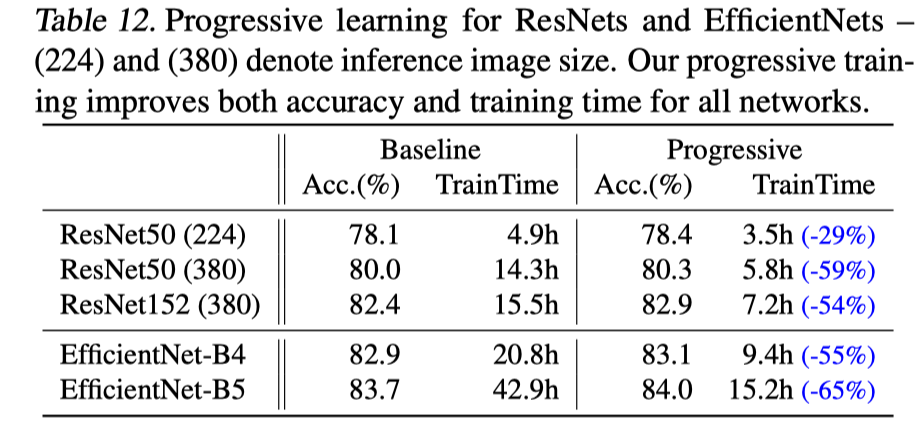 Table 12. Progressive learning for ResNets and EfficientNets –
(224) and (380) denote inference image size. Our progressive train-
ing improves both accuracy and training time for all networks.
Baseline Progressive
Acc.(%) TrainTime Acc.(%) TrainTime
ResNet50 (224) 78.1 4.9h 78.4 3.5h (-29%)
ResNet50 (380) 80.0 14.3h 80.3 5.8h (-59%)
ResNet152 (380) 82.4 15.5h 82.9 7.2h (-54%)
EfficientNet-B4 82.9 20.8h 83.1 9.4h (-55%)
EfficientNet-B5 83.7 42.9h 84.0 15.2h (-65%)